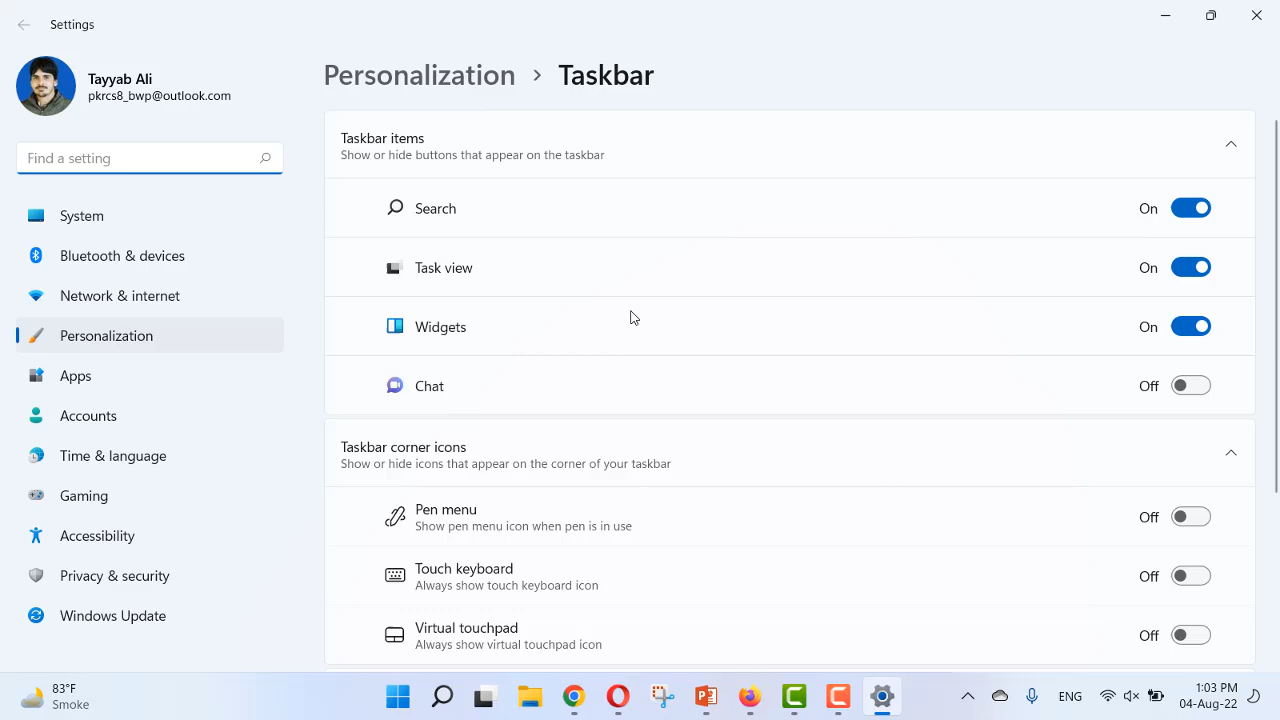 Settings
Tayyab Ali
pkrcs8_bwp@outlook.com
Find a setting
System
Bluetooth & devices
Network & internet
Personalization
Apps
Accounts
Time & language
Gaming
Accessibility
Privacy & security
Windows Update
Personalization > Taskbar
Taskbar items
Show or hide buttons that appear on the taskbar
Search On
Task view On
Widgets On
Chat Off
Taskbar corner icons
Show or hide icons that appear on the corner of your taskbar
Pen menu
Show pen menu icon when pen is in use
Off
Touch keyboard
Always show touch keyboard icon
Off
Virtual touchpad
Always show virtual touchpad icon
Off
83°F
Smoke
ENG
1:03 PM
04-Aug-22